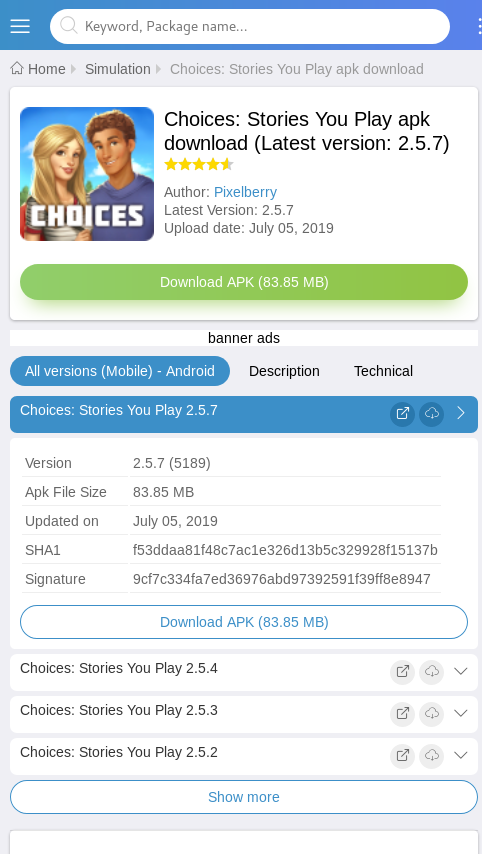 Keyword, Package name...
Home Simulation Choices: Stories You Play apk download
CHOICES
Choices: Stories You Play apk
download (Latest version: 2.5.7)
Author: Pixelberry
Latest Version: 2.5.7
Upload date: July 05, 2019
Download APK (83.85 MB)
banner ads
All versions (Mobile) - Android Description Technical
Choices: Stories You Play 2.5.7
Version 2.5.7 (5189)
Apk File Size 83.85 MB
Updated on July 05, 2019
SHA1 f53ddaa81f48c7ac1e326d13b5c329928f15137b
Signature 9cf7c334fa7ed36976abd97392591f39ff8e8947
Download APK (83.85 MB)
Choices: Stories You Play 2.5.4
Choices: Stories You Play 2.5.3
Choices: Stories You Play 2.5.2
Show more